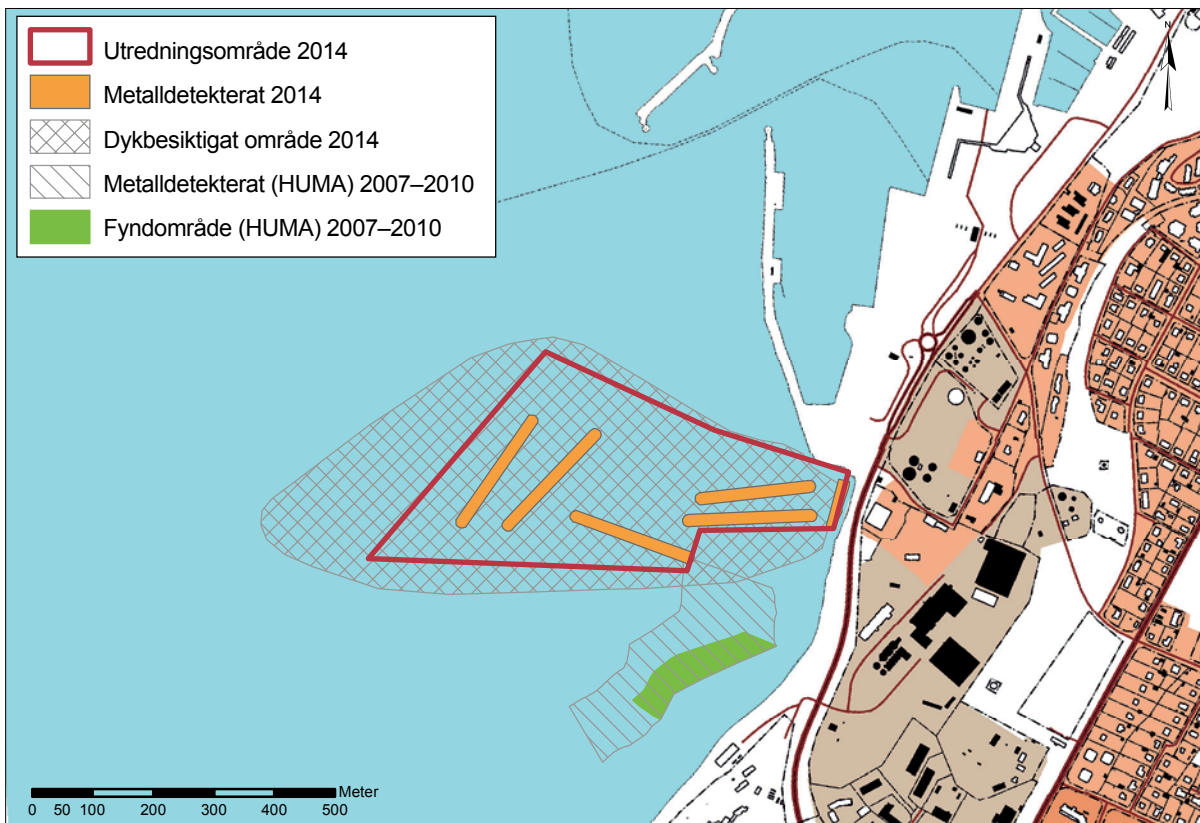 Utredningsområde 2014
Metalldetekterat 2014
Dykbesiktigat område 2014
Metalldetekterat (HUMA) 2007–2010
Fyndområde (HUMA) 2007–2010
N
Meter
0 50 100 200 300 400 500